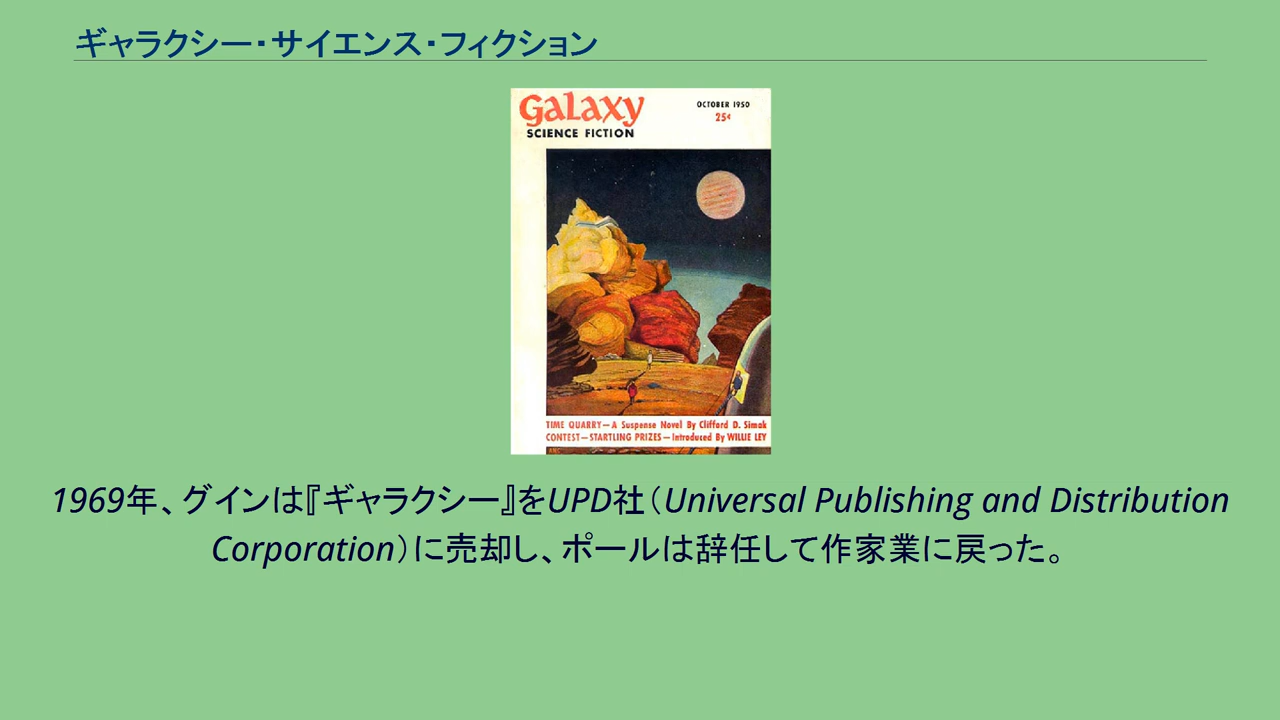 ギャラクシー・サイエンス・フィクション
Galaxy
SCIENCE FICTION
OCTOBER 1950
25¢
TIME QUARRY—A Suspense Novel By Clifford D. Simak
CONTEST—STARTLING PRIZES—Introduced By WILLIE LEY
1969年、グインは『ギャラクシー』をUPD社（Universal Publishing and Distribution
Corporation）に売却し、ポールは辞任して作家業に戻った。